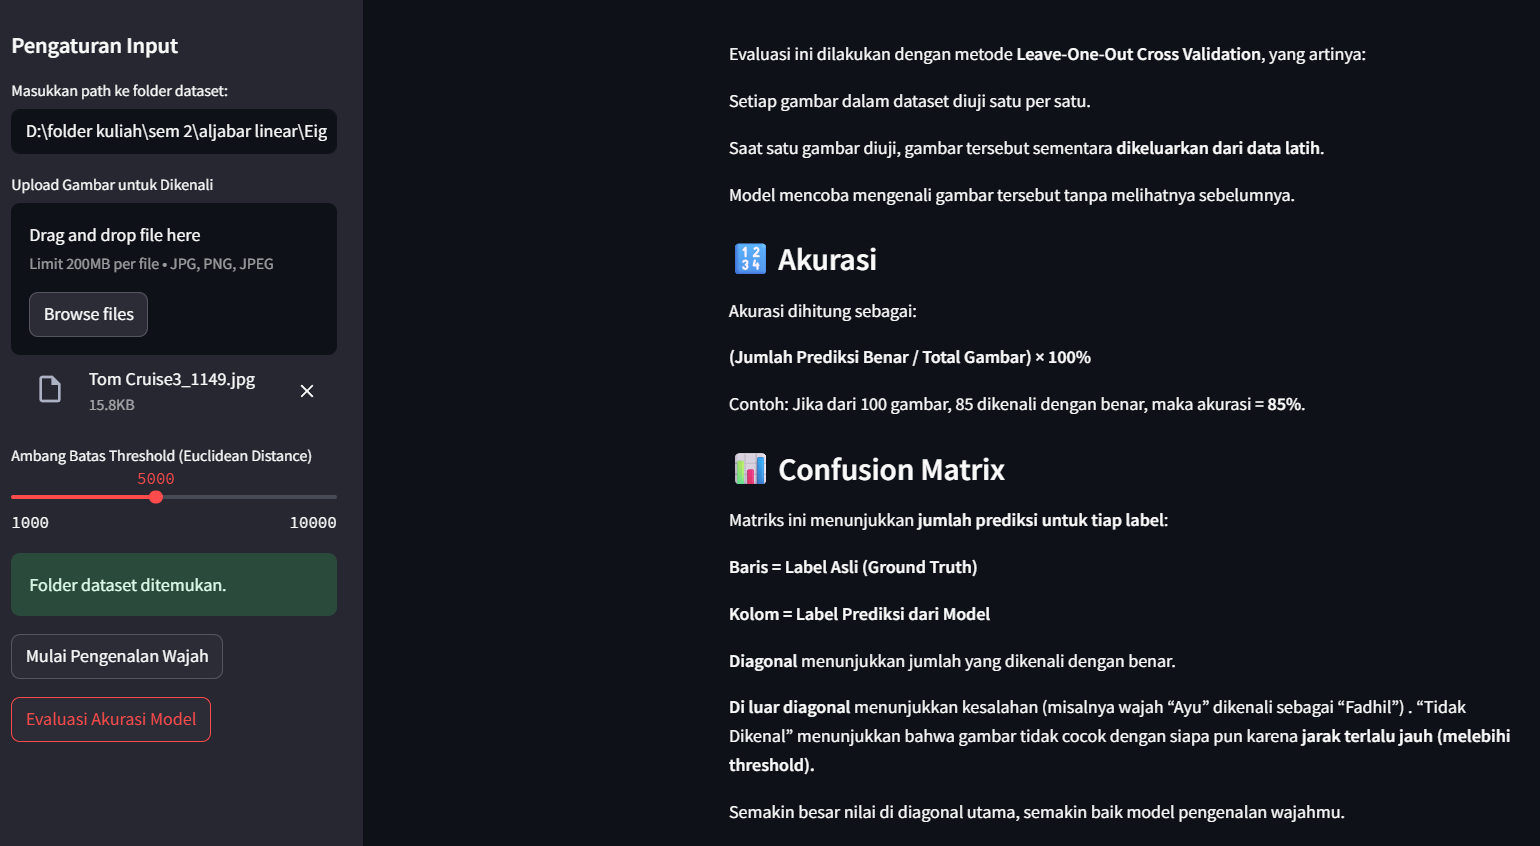 Pengaturan Input
Masukkan path ke folder dataset:
D:\folder kuliah\sem 2\aljabar linear\Eig
Upload Gambar untuk Dikenali
Drag and drop file here
Limit 200MB per file • JPG, PNG, JPEG
Browse files
Tom Cruise3_1149.jpg
15.8KB
Ambang Batas Threshold (Euclidean Distance)
5000
1000
10000
Folder dataset ditemukan.
Mulai Pengenalan Wajah
Evaluasi Akurasi Model
Evaluasi ini dilakukan dengan metode Leave-One-Out Cross Validation, yang artinya:
Setiap gambar dalam dataset diuji satu per satu.
Saat satu gambar diuji, gambar tersebut sementara dikeluarkan dari data latih.
Model mencoba mengenali gambar tersebut tanpa melihatnya sebelumnya.
🔢 Akurasi
Akurasi dihitung sebagai:
(Jumlah Prediksi Benar / Total Gambar) × 100%
Contoh: Jika dari 100 gambar, 85 dikenali dengan benar, maka akurasi = 85%.
📊 Confusion Matrix
Matriks ini menunjukkan jumlah prediksi untuk tiap label:
Baris = Label Asli (Ground Truth)
Kolom = Label Prediksi dari Model
Diagonal menunjukkan jumlah yang dikenali dengan benar.
Di luar diagonal menunjukkan kesalahan (misalnya wajah “Ayu” dikenali sebagai “Fadhil”) . “Tidak
Dikenal” menunjukkan bahwa gambar tidak cocok dengan siapa pun karena jarak terlalu jauh (melebihi
threshold).
Semakin besar nilai di diagonal utama, semakin baik model pengenalan wajahmu.